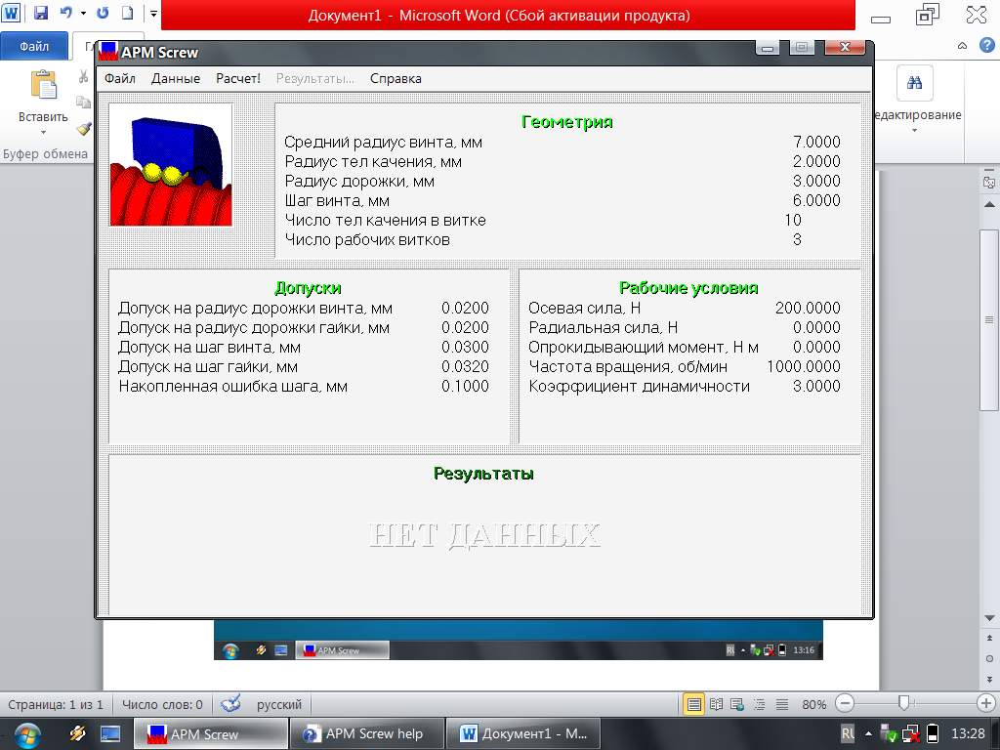 Документ1 - Microsoft Word (Сбой активации продукта)
Файл
Гл
APM Screw
Файл Данные Расчет! Результаты... Справка
Вставить
Буфер обмена
едактирование
Геометрия
Средний радиус винта, мм 7.0000
Радиус тел качения, мм 2.0000
Радиус дорожки, мм 3.0000
Шаг винта, мм 6.0000
Число тел качения в витке 10
Число рабочих витков 3
Допуски
Допуск на радиус дорожки винта, мм 0.0200
Допуск на радиус дорожки гайки, мм 0.0200
Допуск на шаг винта, мм 0.0300
Допуск на шаг гайки, мм 0.0320
Накопленная ошибка шага, мм 0.1000
Рабочие условия
Осевая сила, Н 200.0000
Радиальная сила, Н 0.0000
Опрокидывающий момент, Н м 0.0000
Частота вращения, об/мин 1000.0000
Коэффициент динамичности 3.0000
Результаты
НЕТ ДАННЫХ
APM Screw RU 13:16
Страница: 1 из 1 Число слов: 0 русский 80%
APM Screw APM Screw help Документ1 - M... RU 13:28